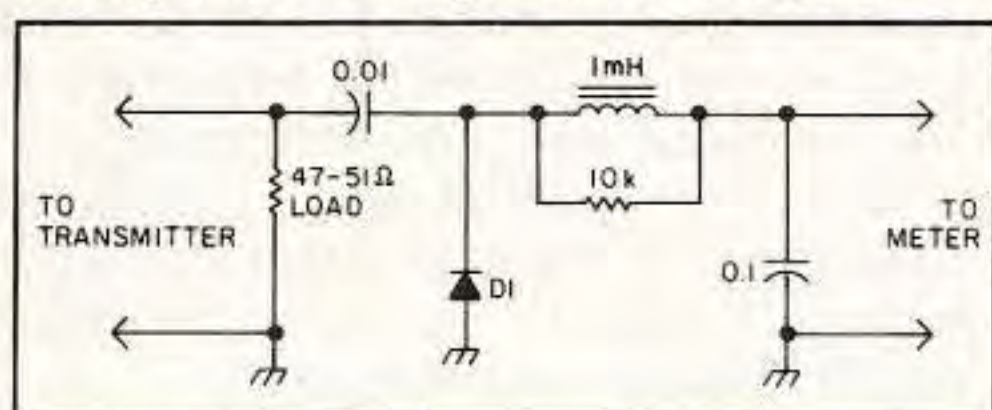 0.01
1mH
47-51Ω
LOAD
10k
TO
TRANSMITTER
TO
METER
D1
0.1